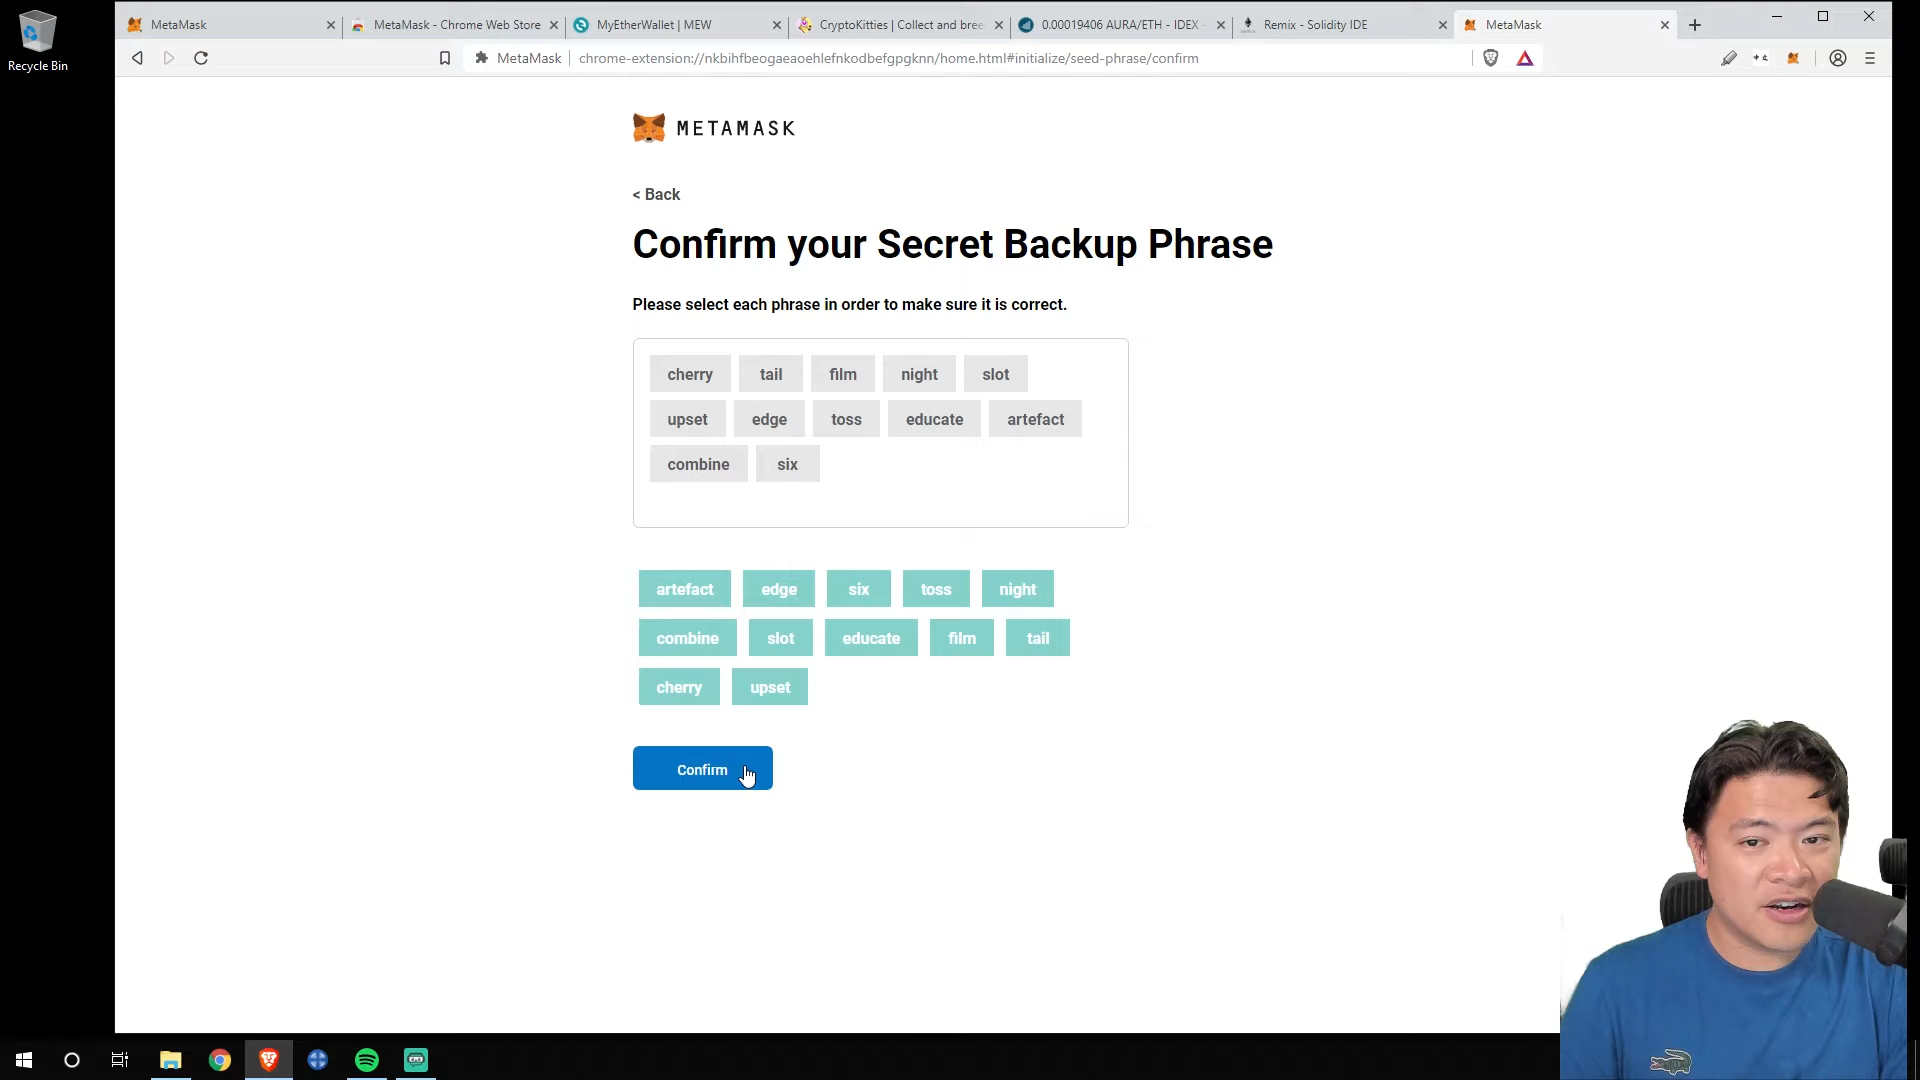 Recycle Bin
MetaMask
MetaMask - Chrome Web Store
MyEtherWallet | MEW
CryptoKitties | Collect and bree
0.00019406 AURA/ETH - IDEX -
Remix - Solidity IDE
MetaMask
MetaMask chrome-extension://nkbihfbeogaeaoehlefnkodbefgpgknn/home.html#initialize/seed-phrase/confirm
METAMASK
< Back
Confirm your Secret Backup Phrase
Please select each phrase in order to make sure it is correct.
cherry tail film night slot
upset edge toss educate artefact
combine six
artefact edge six toss night
combine slot educate film tail
cherry upset
Confirm